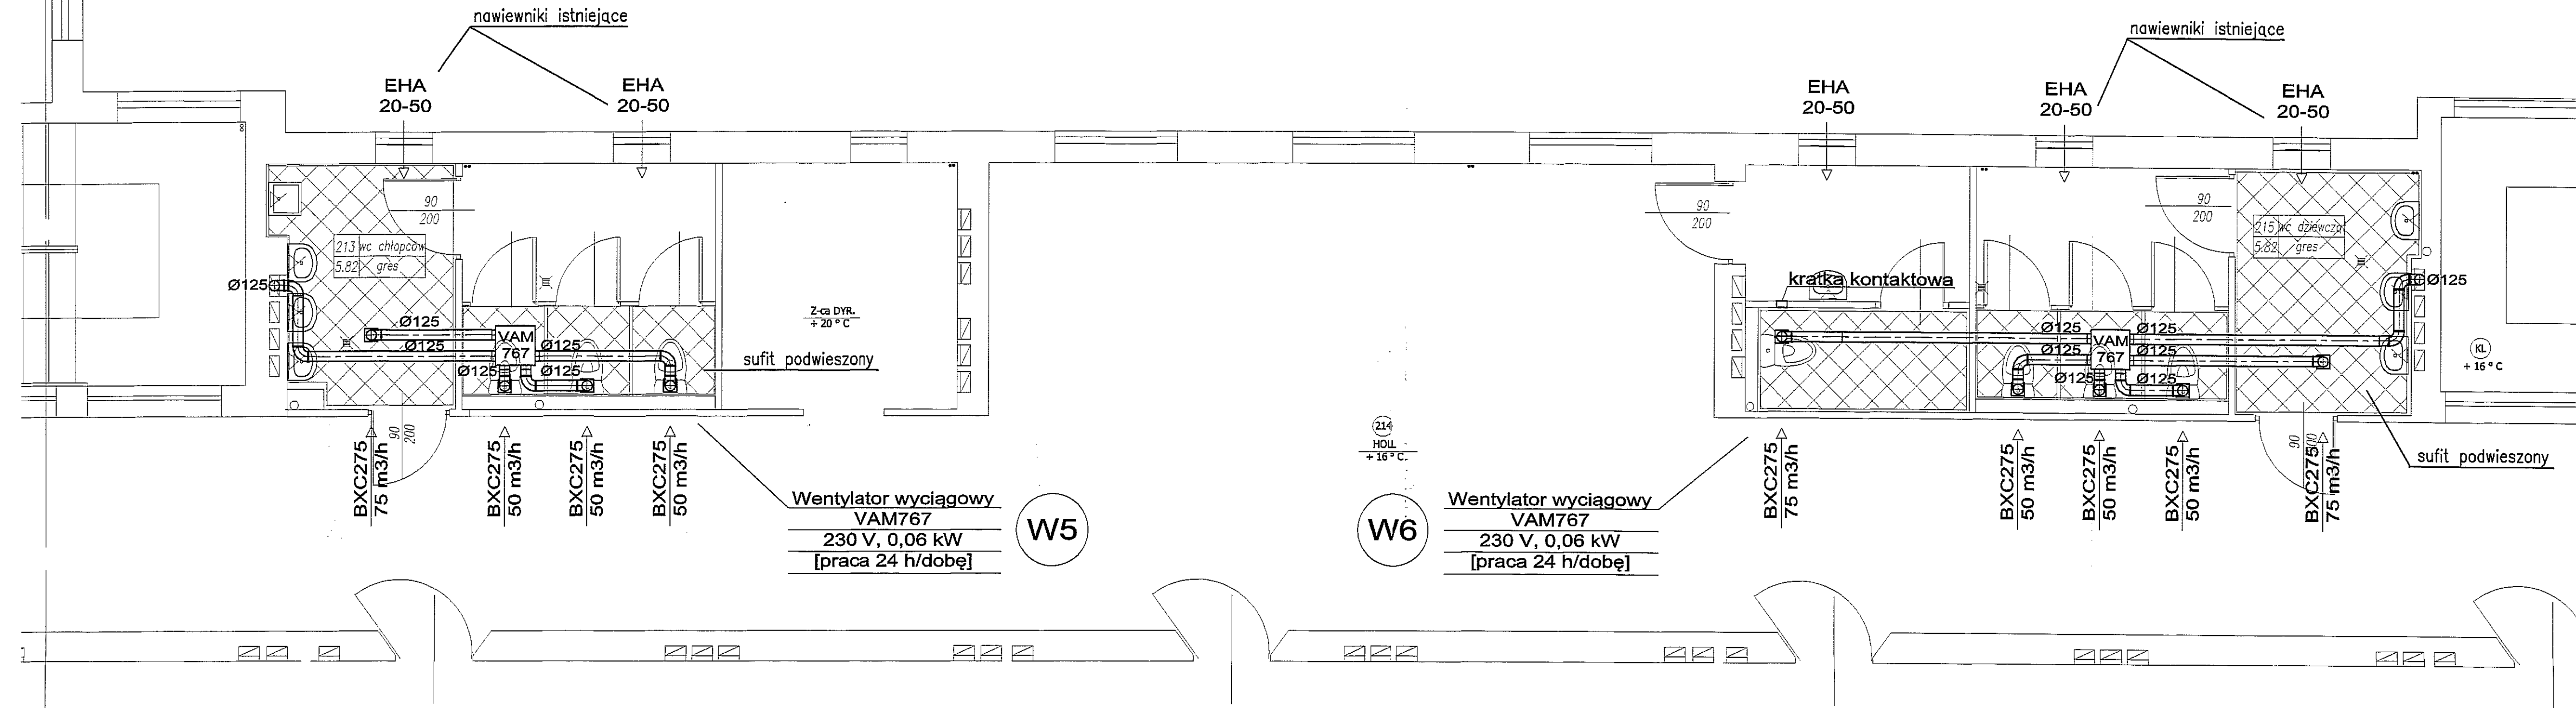 nawiewniki istniejące
nawiewniki istniejące
EHA
20-50
EHA
20-50
EHA
20-50
EHA
20-50
EHA
20-50
90
200
90
200
90
200
213 wc chłopców
5.82 gres
215 wc dziewcząt
5.82 gres
kratka kontaktowa
Ø125
Ø125
Ø125
Ø125
Ø125
Ø125
VAM
767
Z-ca DYR.
+ 20 ° C
sufit podwieszony
Ø125
Ø125
Ø125
Ø125
Ø125
Ø125
Ø125
VAM
767
KL
+ 16 ° C
90
200
BXC275
75 m3/h
BXC275
50 m3/h
BXC275
50 m3/h
BXC275
50 m3/h
214
HOLL
+ 16 ° C
BXC275
75 m3/h
BXC275
50 m3/h
BXC275
50 m3/h
BXC275
50 m3/h
90
200
BXC275
75 m3/h
sufit podwieszony
Wentylator wyciągowy
VAM767
230 V, 0,06 kW
[praca 24 h/dobę]
W5
W6
Wentylator wyciągowy
VAM767
230 V, 0,06 kW
[praca 24 h/dobę]